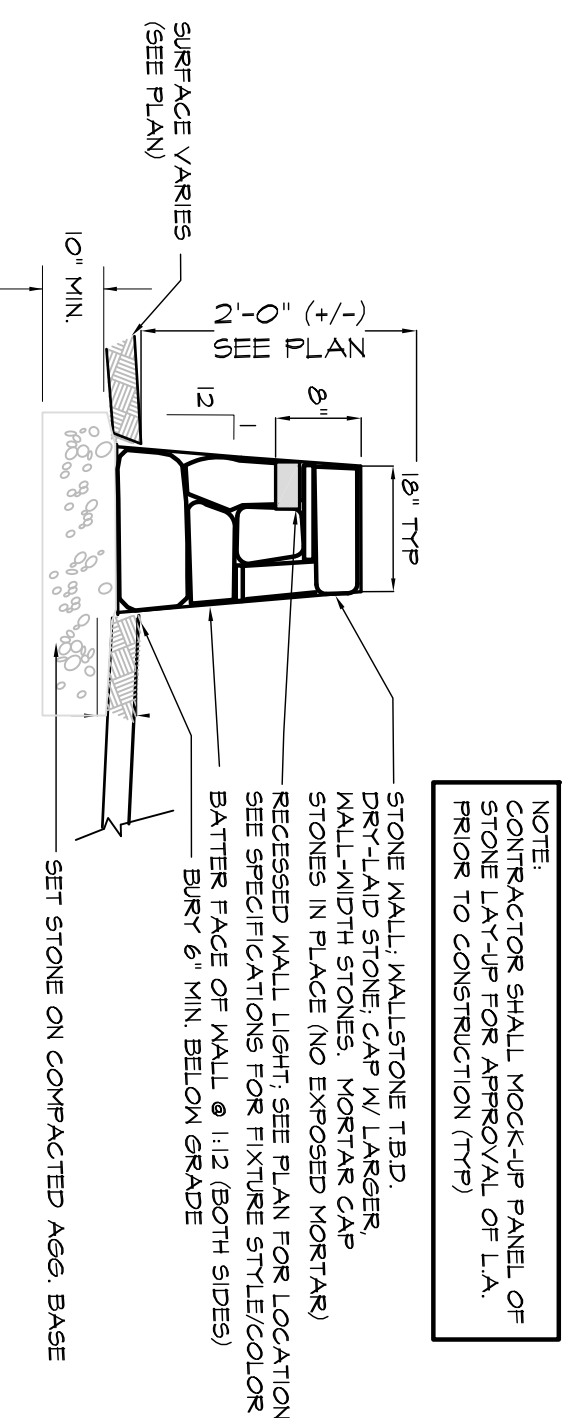 NOTE:
CONTRACTOR SHALL MOCK-UP PANEL OF
STONE LAY-UP FOR APPROVAL OF L.A.
PRIOR TO CONSTRUCTION (TYP)
STONE WALL; WALLSTONE T.B.D.
DRY-LAID STONE; CAP W/ LARGER,
WALL-WIDTH STONES. MORTAR CAP
STONES IN PLACE (NO EXPOSED MORTAR)
RECESSED WALL LIGHT; SEE PLAN FOR LOCATION
SEE SPECIFICATIONS FOR FIXTURE STYLE/COLOR
BATTER FACE OF WALL @ 1:12 (BOTH SIDES)
BURY 6" MIN. BELOW GRADE
SET STONE ON COMPACTED AGG. BASE
18" TYP
2'-0" (+/-)
SEE PLAN
8"
1
12
SURFACE VARIES
(SEE PLAN)
10" MIN.